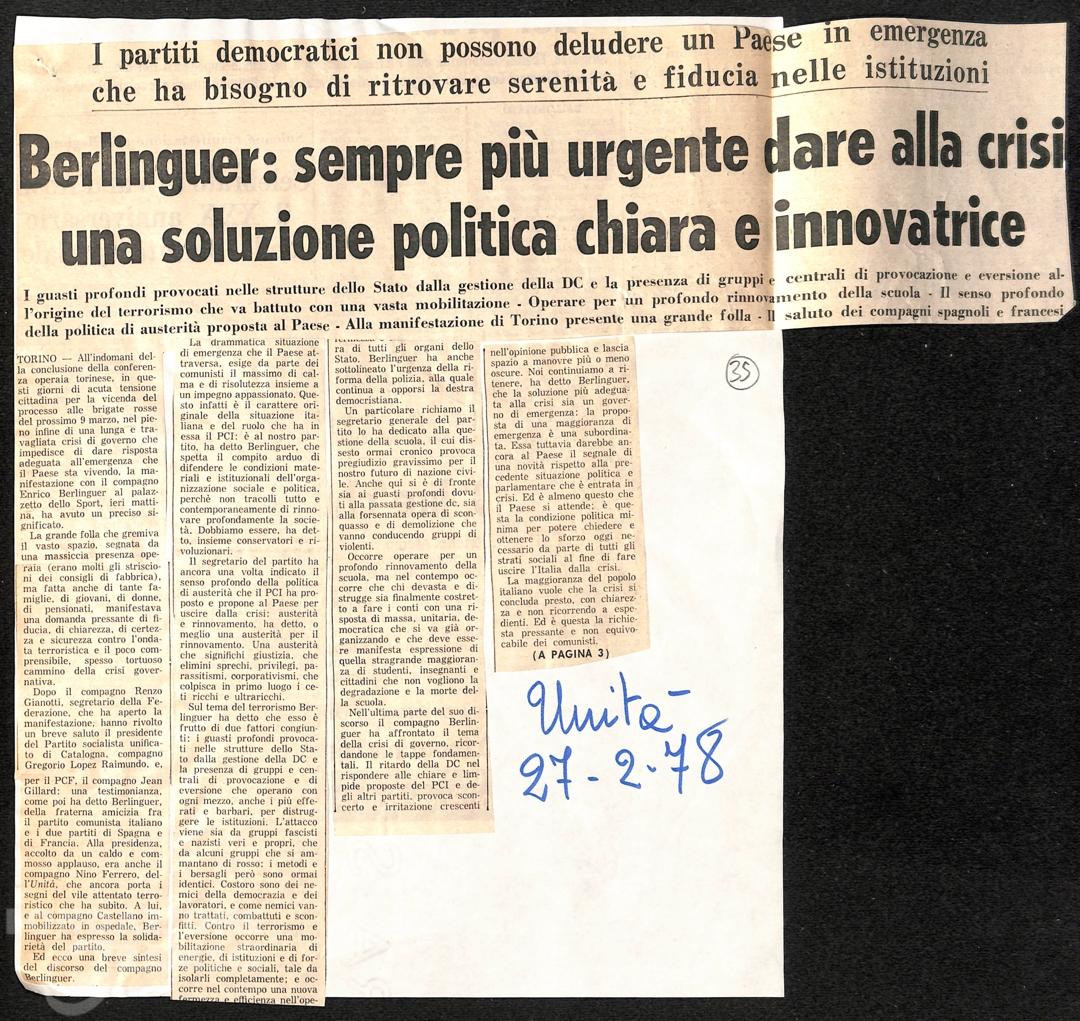 I partiti democratici non possono deludere un Paese in emergenza
che ha bisogno di ritrovare serenità e fiducia nelle istituzioni
Berlinguer: sempre più urgente dare alla crisi
una soluzione politica chiara e innovatrice
I guasti profondi provocati nelle strutture dello Stato dalla gestione della DC e la presenza di gruppi e centrali di provocazione e eversione al-
l'origine del terrorismo che va battuto con una vasta mobilitazione - Operare per un profondo rinnovamento della scuola - Il senso profondo
della politica di austerità proposta al Paese - Alla manifestazione di Torino presente una grande folla - Il saluto dei compagni spagnoli e francesi
TORINO — All'indomani del-
la conclusione della conferen-
za operaia torinese, in que-
sti giorni di acuta tensione
cittadina per la vicenda del
processo alle brigate rosse
del prossimo 9 marzo, nel pie-
no infine di una lunga e tra-
vagliata crisi di governo che
impedisce di dare risposta
adeguata all'emergenza che
il Paese sta vivendo, la ma-
nifestazione con il compagno
Enrico Berlinguer al palaz-
zetto dello Sport, ieri matti-
na, ha avuto un preciso si-
gnificato.
La grande folla che gremiva
il vasto spazio, segnata da
una massiccia presenza ope-
raia (erano molti gli striscio-
ni dei consigli di fabbrica),
ma fatta anche di tante fa-
miglie, di giovani, di donne,
di pensionati, manifestava
una domanda pressante di fi-
ducia, di chiarezza, di certez-
za e sicurezza contro l'onda-
ta terroristica e il poco com-
prensibile, spesso tortuoso
cammino della crisi gover-
nativa.
Dopo il compagno Renzo
Gianotti, segretario della Fe-
derazione, che ha aperto la
manifestazione, hanno rivolto
un breve saluto il presidente
del Partito socialista unifica-
to di Catalogna, compagno
Gregorio Lopez Raimundo, e,
per il PCF, il compagno Jean
Gillard: una testimonianza,
come poi ha detto Berlinguer,
della fraterna amicizia fra
il partito comunista italiano
e i due partiti di Spagna e
di Francia. Alla presidenza,
accolto da un caldo e com-
mosso applauso, era anche il
compagno Nino Ferrero, del-
l'Unità, che ancora porta i
segni del vile attentato terro-
ristico che ha subito. A lui,
e al compagno Castellano im-
mobilizzato in ospedale, Ber-
linguer ha espresso la solida-
rietà del partito.
Ed ecco una breve sintesi
del discorso del compagno
Berlinguer.
La drammatica situazione
di emergenza che il Paese at-
traversa, esige da parte dei
comunisti il massimo di cal-
ma e di risolutezza insieme a
un impegno appassionato. Que-
sto infatti è il carattere ori-
ginale della situazione ita-
liana e del ruolo che ha in
essa il PCI: è al nostro par-
tito, ha detto Berlinguer, che
spetta il compito arduo di
difendere le condizioni mate-
riali e istituzionali dell'or-
ganizzazione sociale e politica,
perchè non tracolli tutto e
contemporaneamente di rinno-
vare profondamente la socie-
tà. Dobbiamo essere, ha det-
to, insieme conservatori e ri-
voluzionari.
Il segretario del partito ha
ancora una volta indicato il
senso profondo della politica
di austerità che il PCI ha pro-
posto e propone al Paese per
uscire dalla crisi: austerità
e rinnovamento, ha detto, o
meglio una austerità per il
rinnovamento. Una austerità
che significhi giustizia, che
elimini sprechi, privilegi, pa-
rassitismi, corporativismi, che
colpisca in primo luogo i ce-
ti ricchi e ultraricchi.
Sul tema del terrorismo Ber-
linguer ha detto che esso è
frutto di due fattori congiun-
ti: i guasti profondi provoca-
ti nelle strutture dello Sta-
to dalla gestione della DC e
la presenza di gruppi e cen-
trali di provocazione e di
eversione che operano con
ogni mezzo, anche i più effe-
rati e barbari, per distrug-
gere le istituzioni. L'attacco
viene sia da gruppi fascisti
e nazisti veri e propri, che
da alcuni gruppi che si am-
mantano di rosso: i metodi e
i bersagli però sono ormai
identici. Costoro sono dei ne-
mici della democrazia e dei
lavoratori, e come nemici van-
no trattati, combattuti e scon-
fitti. Contro il terrorismo e
l'eversione occorre una mo-
bilitazione straordinaria di
energie, di istituzioni e di for-
ze politiche e sociali, tale da
isolarli completamente; e oc-
corre nel contempo una nuova
fermezza e efficienza nell'ope-
ra di tutti gli organi dello
Stato. Berlinguer ha anche
sottolineato l'urgenza della ri-
forma della polizia, alla quale
continua a opporsi la destra
democristiana.
Un particolare richiamo il
segretario generale del par-
tito lo ha dedicato alla que-
stione della scuola, il cui dis-
sesto ormai cronico provoca
pregiudizio gravissimo per il
nostro futuro di nazione civi-
le. Anche qui si è di fronte
sia ai guasti profondi dovu-
ti alla passata gestione dc, sia
alla forsennata opera di scon-
quasso e di demolizione che
vanno conducendo gruppi di
violenti.
Occorre operare per un
profondo rinnovamento della
scuola, ma nel contempo oc-
corre che chi devasta e di-
strugge sia finalmente costret-
to a fare i conti con una ri-
sposta di massa, unitaria, de-
mocratica che si va già or-
ganizzando e che deve esse-
re manifesta espressione di
quella stragrande maggioran-
za di studenti, insegnanti e
cittadini che non vogliono la
degradazione e la morte del-
la scuola.
Nell'ultima parte del suo di-
scorso il compagno Berlin-
guer ha affrontato il tema
della crisi di governo, ricor-
dandone le tappe fondamen-
tali. Il ritardo della DC nel
rispondere alle chiare e lim-
pide proposte del PCI e de-
gli altri partiti, provoca scon-
certo e irritazione crescenti
nell'opinione pubblica e lascia
spazio a manovre più o meno
oscure. Noi continuiamo a ri-
tenere, ha detto Berlinguer,
che la soluzione più adegua-
ta alla crisi sia un gover-
no di emergenza: la propo-
sta di una maggioranza di
emergenza è una subordina-
ta. Essa tuttavia darebbe an-
cora al Paese il segnale di
una novità rispetto alla pre-
cedente situazione politica e
parlamentare che è entrata in
crisi. Ed è almeno questo che
il Paese si attende; è que-
sta la condizione politica mi-
nima per potere chiedere e
ottenere lo sforzo oggi ne-
cessario da parte di tutti gli
strati sociali al fine di fare
uscire l'Italia dalla crisi.
La maggioranza del popolo
italiano vuole che la crisi si
concluda presto, con chiarez-
za e non ricorrendo a espe-
dienti. Ed è questa la richie-
sta pressante e non equivo-
cabile dei comunisti.
(A PAGINA 3)
35
Unità -
27-2-78